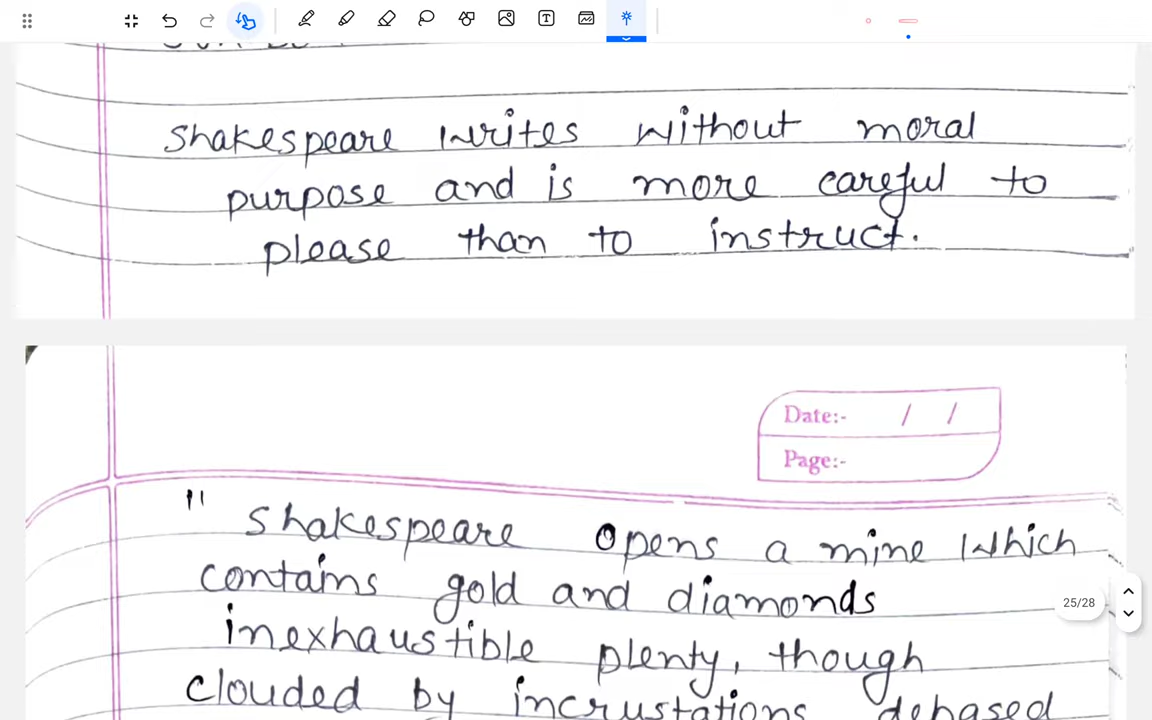 Shakespeare writes without moral
purpose and is more careful to
please than to instruct.
Date:- / /
Page:-
" Shakespeare opens a mine which
contains gold and diamonds
25/28
inexhaustible plenty, though
clouded by incrustations debased